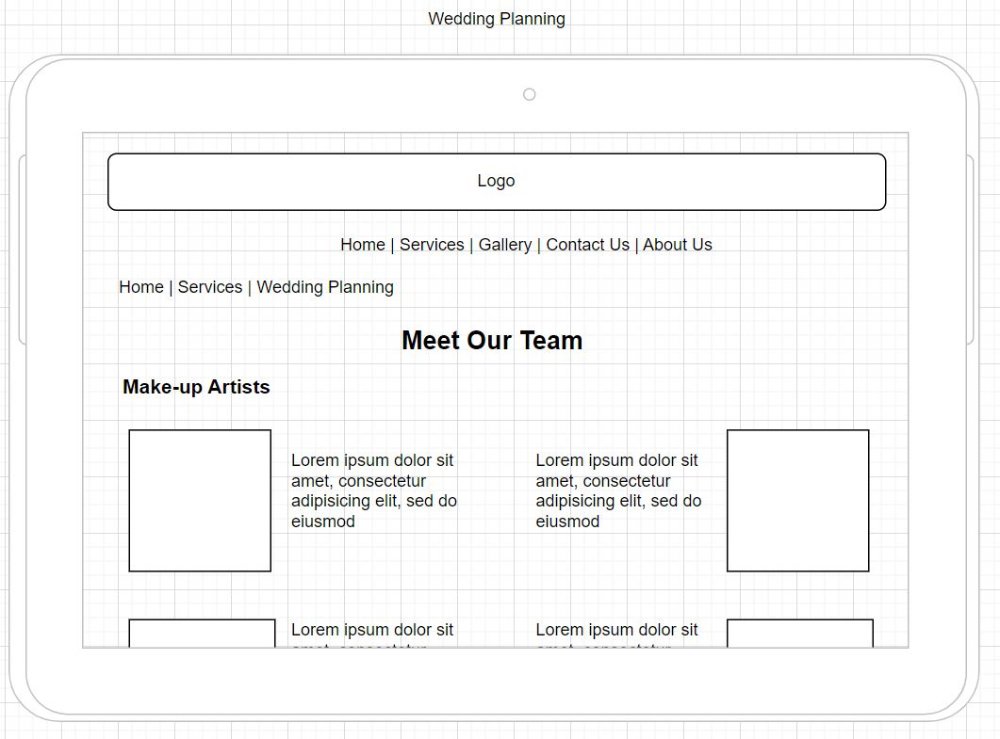 Wedding Planning
Logo
Home | Services | Gallery | Contact Us | About Us
Home | Services | Wedding Planning
Meet Our Team
Make-up Artists
Lorem ipsum dolor sit
amet, consectetur
adipisicing elit, sed do
eiusmod
Lorem ipsum dolor sit
amet, consectetur
adipisicing elit, sed do
eiusmod
Lorem ipsum dolor sit
Lorem ipsum dolor sit